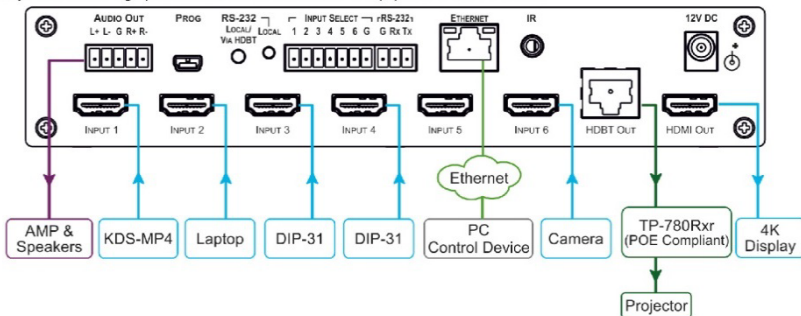 AUDIO OUT
L+ L- G R+ R-
PROG
RS-232
LOCAL/
VIA HDBT
LOCAL
INPUT SELECT
1 2 3 4 5 6 G
RS-232
G Rx Tx
ETHERNET
IR
12V DC
+
INPUT 1
INPUT 2
INPUT 3
INPUT 4
INPUT 5
INPUT 6
HDBT OUT
HDMI OUT
Ethernet
AMP &
Speakers
KDS-MP4
Laptop
DIP-31
DIP-31
PC
Control Device
Camera
TP-780Rxr
(POE Compliant)
4K
Display
Projector